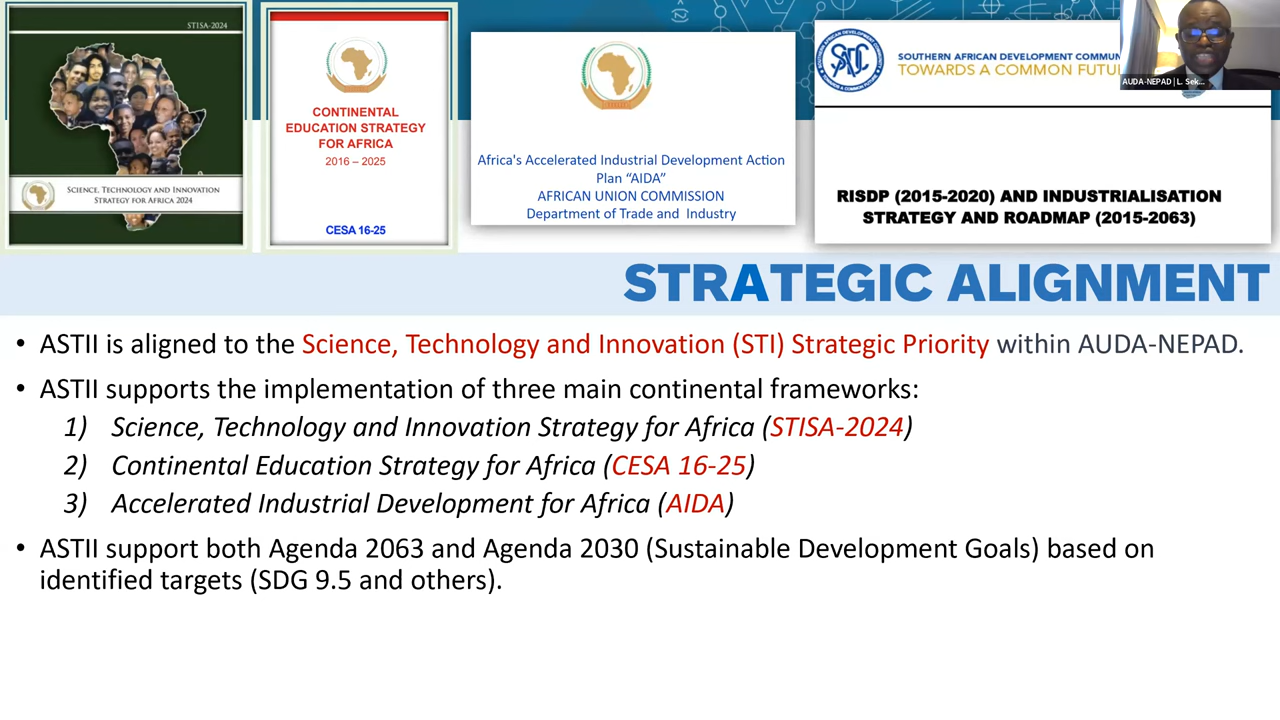 STISA-2024
SCIENCE, TECHNOLOGY AND INNOVATION
STRATEGY FOR AFRICA 2024
CONTINENTAL
EDUCATION STRATEGY
FOR AFRICA
2016 – 2025
CESA 16-25
Africa's Accelerated Industrial Development Action
Plan “AIDA”
AFRICAN UNION COMMISSION
Department of Trade and Industry
SADC
SOUTHERN AFRICAN DEVELOPMENT COMMUN
TOWARDS A COMMON FUTU
RISDP (2015-2020) AND INDUSTRIALISATION
STRATEGY AND ROADMAP (2015-2063)
AUDA-NEPAD | L. Sek...
STRATEGIC ALIGNMENT
• ASTII is aligned to the Science, Technology and Innovation (STI) Strategic Priority within AUDA-NEPAD.
• ASTII supports the implementation of three main continental frameworks:
1) Science, Technology and Innovation Strategy for Africa (STISA-2024)
2) Continental Education Strategy for Africa (CESA 16-25)
3) Accelerated Industrial Development for Africa (AIDA)
• ASTII support both Agenda 2063 and Agenda 2030 (Sustainable Development Goals) based on
identified targets (SDG 9.5 and others).